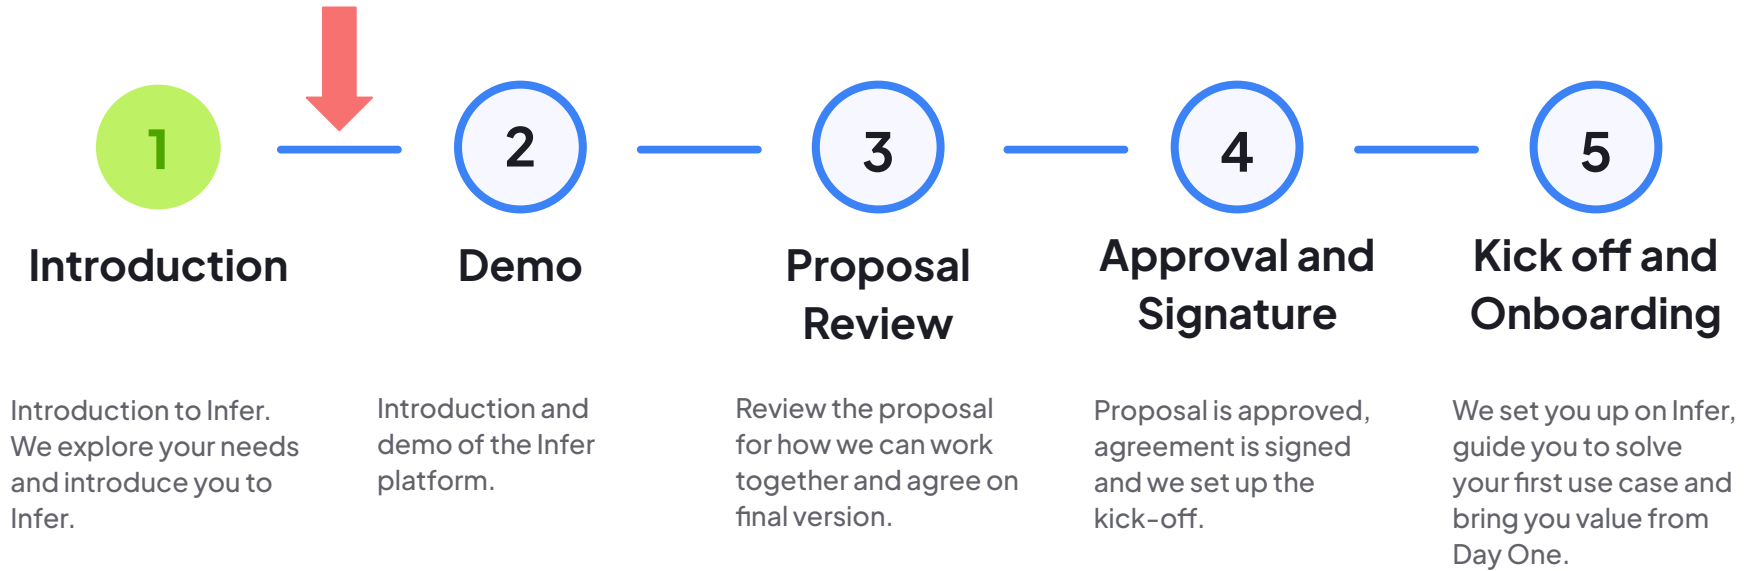 1
2
3
4
5
Introduction
Demo
Proposal
Review
Approval and
Signature
Kick off and
Onboarding
Introduction to Infer.
We explore your needs
and introduce you to
Infer.
Introduction and
demo of the Infer
platform.
Review the proposal
for how we can work
together and agree on
final version.
Proposal is approved,
agreement is signed
and we set up the
kick-off.
We set you up on Infer,
guide you to solve
your first use case and
bring you value from
Day One.